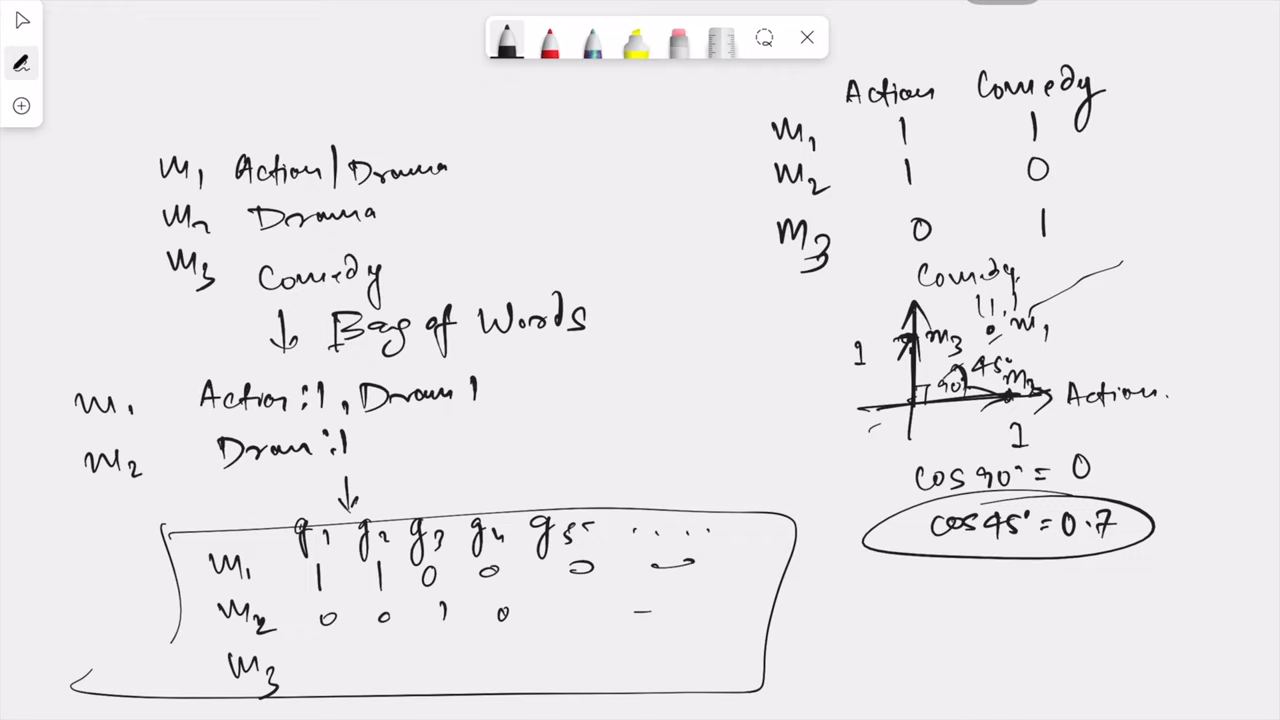 m1 Action/Drama
m2 Drama
m3 Comedy
↓ Bag of Words
m1 Action:1, Dram 1
m2 Dram:1
↓
g1 g2 g3 g4 g5 ....
m1 1 1 0 0 0
m2 0 0 1 0 -
m3
Action Comedy
m1 1 1
m2 1 0
m3 0 1
Comedy
(1,1)
1 m3 m1
45°
90° m2 Action.
1
cos 90° = 0
cos 45° = 0.7